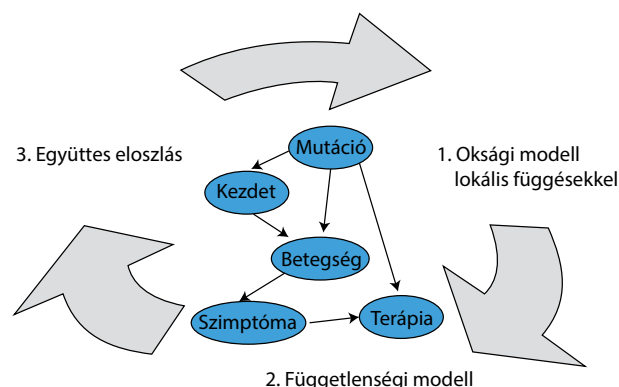 3. Együttes eloszlás
Mutáció
1. Oksági modell
lokális függésekkel
Kezdet
Betegség
Szimptóma
Terápia
2. Függetlenségi modell